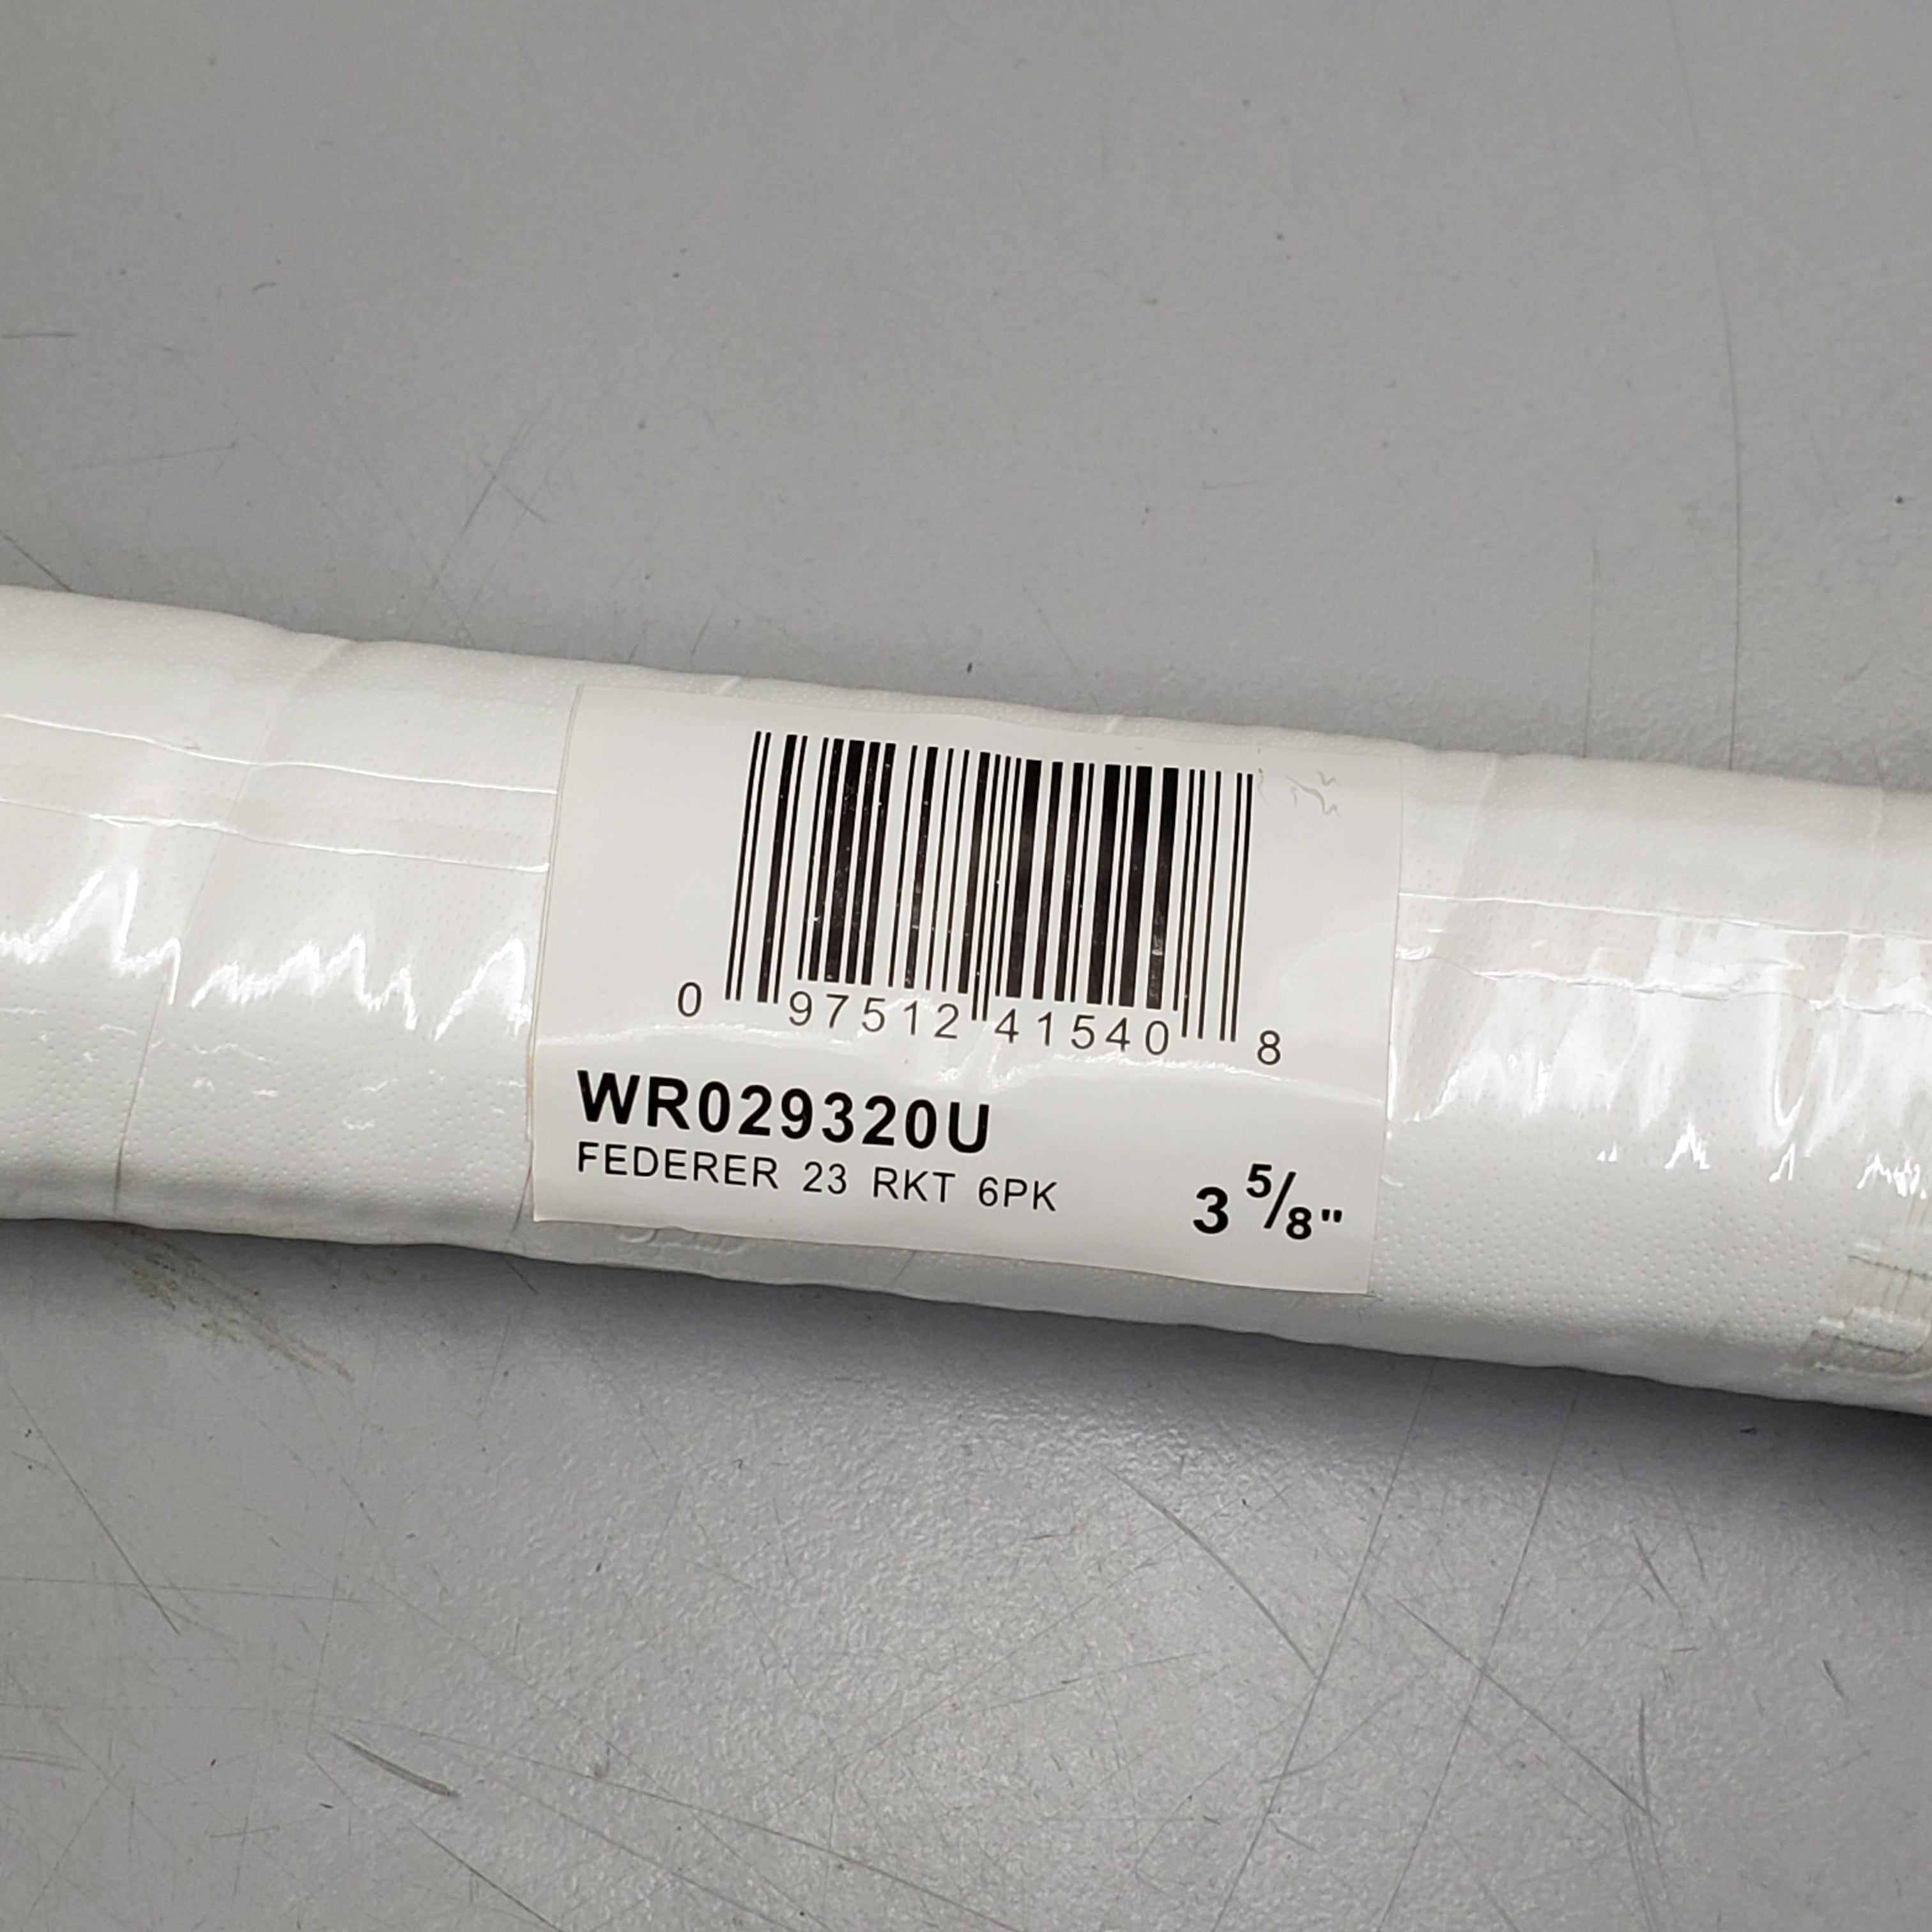 0 97512 41540 8
WR029320U
FEDERER 23 RKT 6PK
3 5/8"